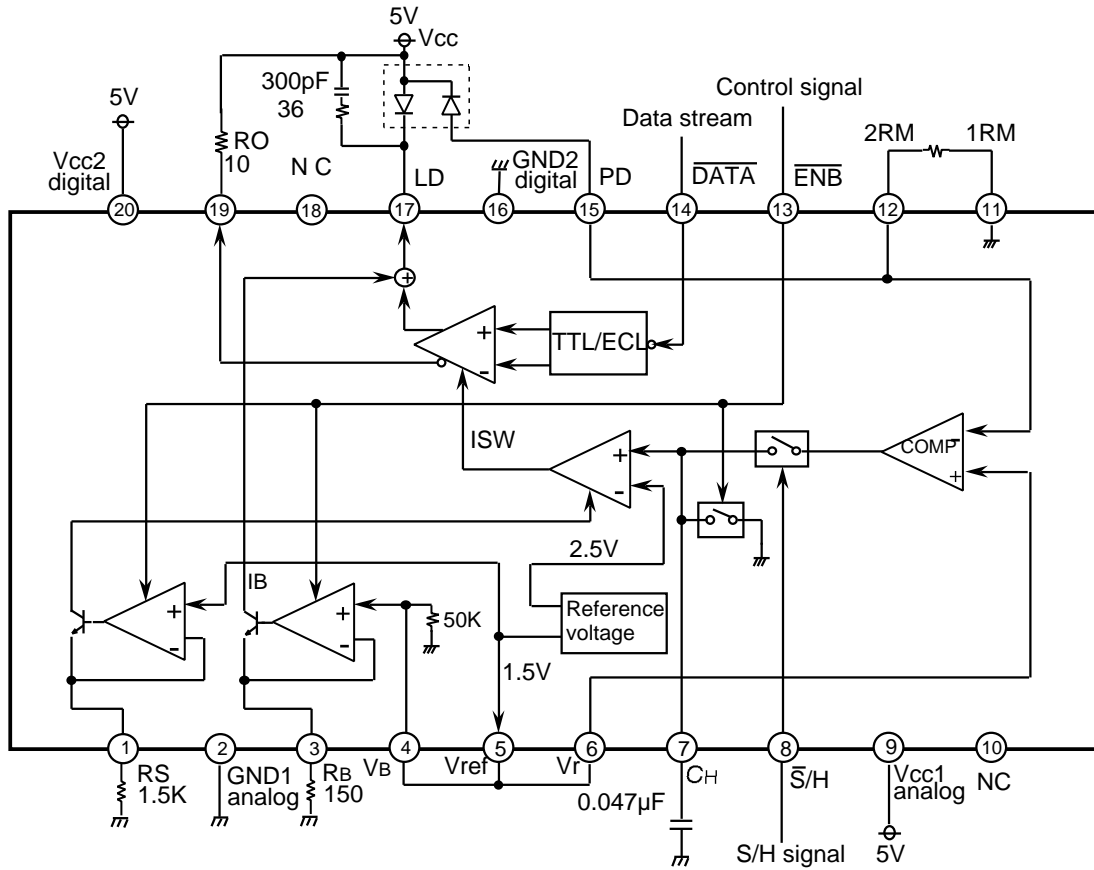 5V
Vcc
300pF
36
5V
Control signal
Data stream
2RM
1RM
RO
10
Vcc2
digital
N C
LD
GND2
digital
PD
DATA
ENB
20
19
18
17
16
15
14
13
12
11
+
+
-
TTL/ECL
ISW
+
-
COMP
-
+
2.5V
IB
+
-
+
-
50K
Reference
voltage
1.5V
1
2
3
4
5
6
7
8
9
10
RS
1.5K
GND1
analog
RB
150
VB
Vref
Vr
CH
S/H
Vcc1
analog
NC
0.047µF
S/H signal
5V